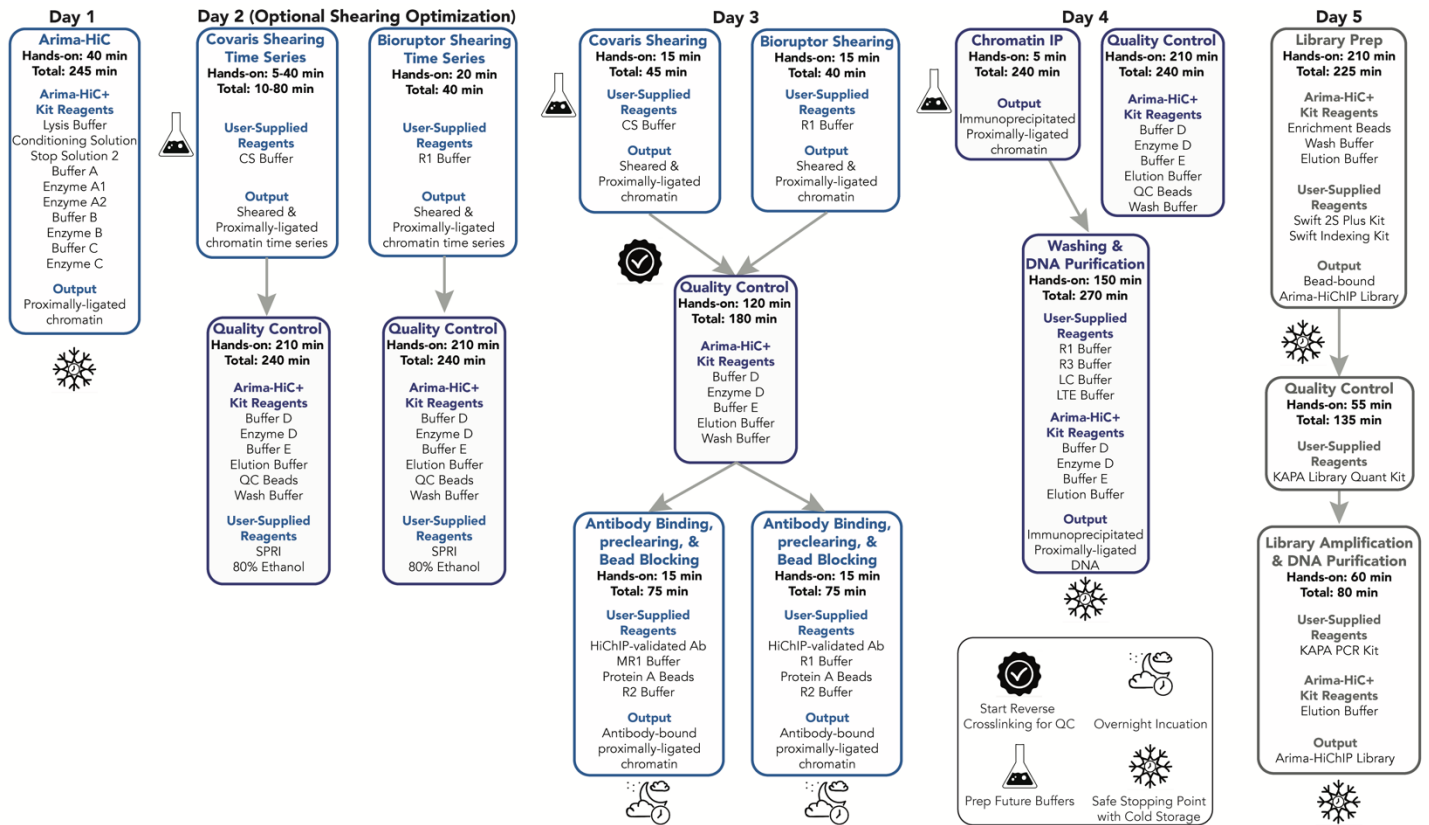 Day 1
Arima-HiC
Hands-on: 40 min
Total: 245 min
Arima-HiC+
Kit Reagents
Lysis Buffer
Conditioning Solution
Stop Solution 2
Buffer A
Enzyme A1
Enzyme A2
Buffer B
Enzyme B
Buffer C
Enzyme C
Output
Proximally-ligated
chromatin
Day 2 (Optional Shearing Optimization)
Covaris Shearing
Time Series
Hands-on: 5-40 min
Total: 10-80 min
User-Supplied
Reagents
CS Buffer
Output
Sheared &
Proximally-ligated
chromatin time series
Quality Control
Hands-on: 210 min
Total: 240 min
Arima-HiC+
Kit Reagents
Buffer D
Enzyme D
Buffer E
Elution Buffer
QC Beads
Wash Buffer
User-Supplied
Reagents
SPRI
80% Ethanol
Bioruptor Shearing
Time Series
Hands-on: 20 min
Total: 40 min
User-Supplied
Reagents
R1 Buffer
Output
Sheared &
Proximally-ligated
chromatin time series
Quality Control
Hands-on: 210 min
Total: 240 min
Arima-HiC+
Kit Reagents
Buffer D
Enzyme D
Buffer E
Elution Buffer
QC Beads
Wash Buffer
User-Supplied
Reagents
SPRI
80% Ethanol
Day 3
Covaris Shearing
Hands-on: 15 min
Total: 45 min
User-Supplied
Reagents
CS Buffer
Output
Sheared &
Proximally-ligated
chromatin
Bioruptor Shearing
Hands-on: 15 min
Total: 40 min
User-Supplied
Reagents
R1 Buffer
Output
Sheared &
Proximally-ligated
chromatin
Quality Control
Hands-on: 120 min
Total: 180 min
Arima-HiC+
Kit Reagents
Buffer D
Enzyme D
Buffer E
Elution Buffer
Wash Buffer
Antibody Binding,
preclearing, &
Bead Blocking
Hands-on: 15 min
Total: 75 min
User-Supplied
Reagents
HiChIP-validated Ab
MR1 Buffer
Protein A Beads
R2 Buffer
Output
Antibody-bound
proximally-ligated
chromatin
Antibody Binding,
preclearing, &
Bead Blocking
Hands-on: 15 min
Total: 75 min
User-Supplied
Reagents
HiChIP-validated Ab
R1 Buffer
Protein A Beads
R2 Buffer
Output
Antibody-bound
proximally-ligated
chromatin
Day 4
Chromatin IP
Hands-on: 5 min
Total: 240 min
Output
Immunoprecipitated
Proximally-ligated
chromatin
Quality Control
Hands-on: 210 min
Total: 240 min
Arima-HiC+
Kit Reagents
Buffer D
Enzyme D
Buffer E
Elution Buffer
QC Beads
Wash Buffer
Washing &
DNA Purification
Hands-on: 150 min
Total: 270 min
User-Supplied
Reagents
R1 Buffer
R3 Buffer
LC Buffer
LTE Buffer
Arima-HiC+
Kit Reagents
Buffer D
Enzyme D
Buffer E
Elution Buffer
Output
Immunoprecipitated
Proximally-ligated
DNA
Start Reverse
Crosslinking for QC
Overnight Incuation
Prep Future Buffers
Safe Stopping Point
with Cold Storage
Day 5
Library Prep
Hands-on: 210 min
Total: 225 min
Arima-HiC+
Kit Reagents
Enrichment Beads
Wash Buffer
Elution Buffer
User-Supplied
Reagents
Swift 2S Plus Kit
Swift Indexing Kit
Output
Bead-bound
Arima-HiChIP Library
Quality Control
Hands-on: 55 min
Total: 135 min
User-Supplied
Reagents
KAPA Library Quant Kit
Library Amplification
& DNA Purification
Hands-on: 60 min
Total: 80 min
User-Supplied
Reagents
KAPA PCR Kit
Arima-HiC+
Kit Reagents
Elution Buffer
Output
Arima-HiChIP Library